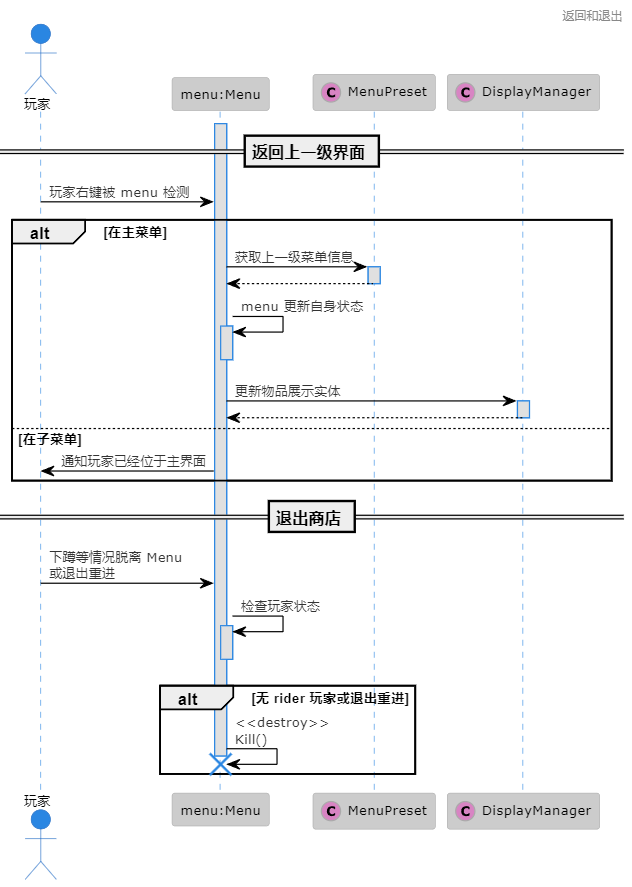 返回和退出
玩家
menu:Menu
C MenuPreset
C DisplayManager
返回上一级界面
玩家右键被 menu 检测
alt [在主菜单]
获取上一级菜单信息
menu 更新自身状态
更新物品展示实体
[在子菜单]
通知玩家已经位于主界面
退出商店
下蹲等情况脱离 Menu
或退出重进
检查玩家状态
alt [无 rider 玩家或退出重进]
<<destroy>>
Kill()
玩家
menu:Menu
C MenuPreset
C DisplayManager